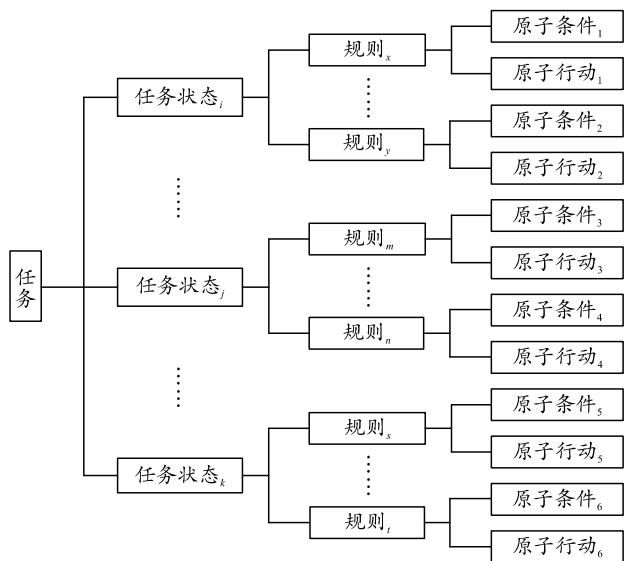 原子条件₁
规则ₓ
原子行动₁
任务状态ᵢ
原子条件₂
规则y
原子行动₂
原子条件₃
规则ₘ
原子行动₃
任务
任务状态ⱼ
原子条件₄
规则ₙ
原子行动₄
原子条件₅
规则ₛ
原子行动₅
任务状态ₖ
原子条件₆
规则ₜ
原子行动₆